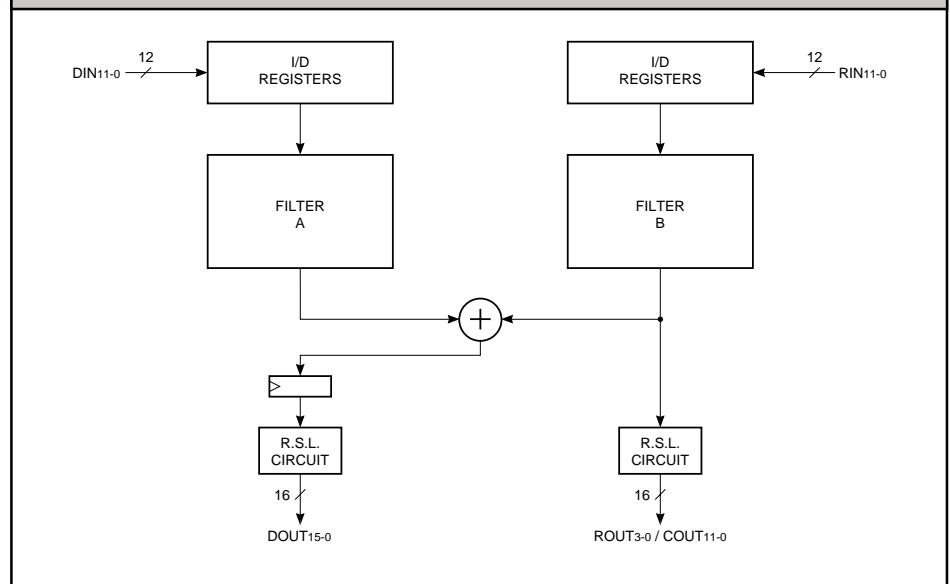 12
DIN11-0
I/D
REGISTERS
I/D
REGISTERS
12
RIN11-0
FILTER
A
FILTER
B
R.S.L.
CIRCUIT
R.S.L.
CIRCUIT
16
16
DOUT15-0
ROUT3-0 / COUT11-0